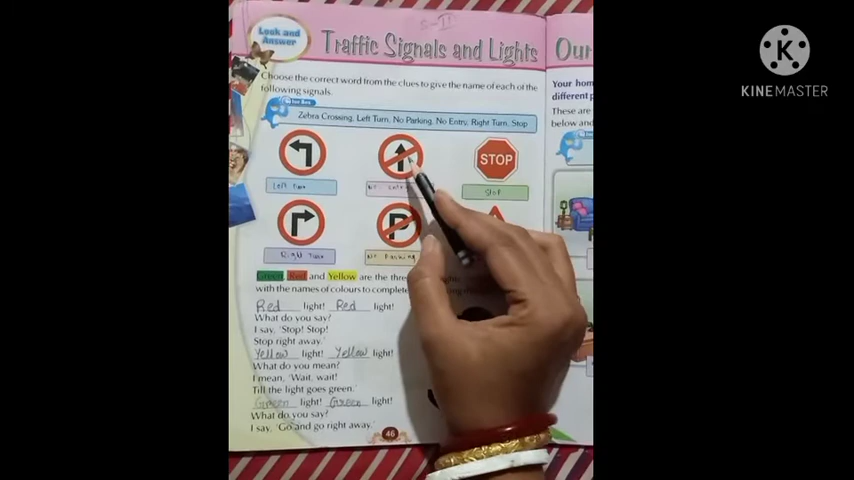 S-II
Look and
Answer
Traffic Signals and Lights
Our
Choose the correct word from the clues to give the name of each of the
following signals.
Zebra Crossing, Left Turn, No Parking, No Entry, Right Turn, Stop
STOP
Left Turn
Stop
P
Right Turn
No Parking
Green, Red and Yellow are the
with the names of colours to complete
Red light! Red light!
What do you say?
I say, 'Stop! Stop!
Stop right away.'
Yellow light! Yellow light!
What do you mean?
I mean, 'Wait, wait!
Till the light goes green.'
Green light! Green light!
What do you say?
I say, 'Go and go right away.'
46
Your hom
different p
These are
below and
K
KINEMASTER